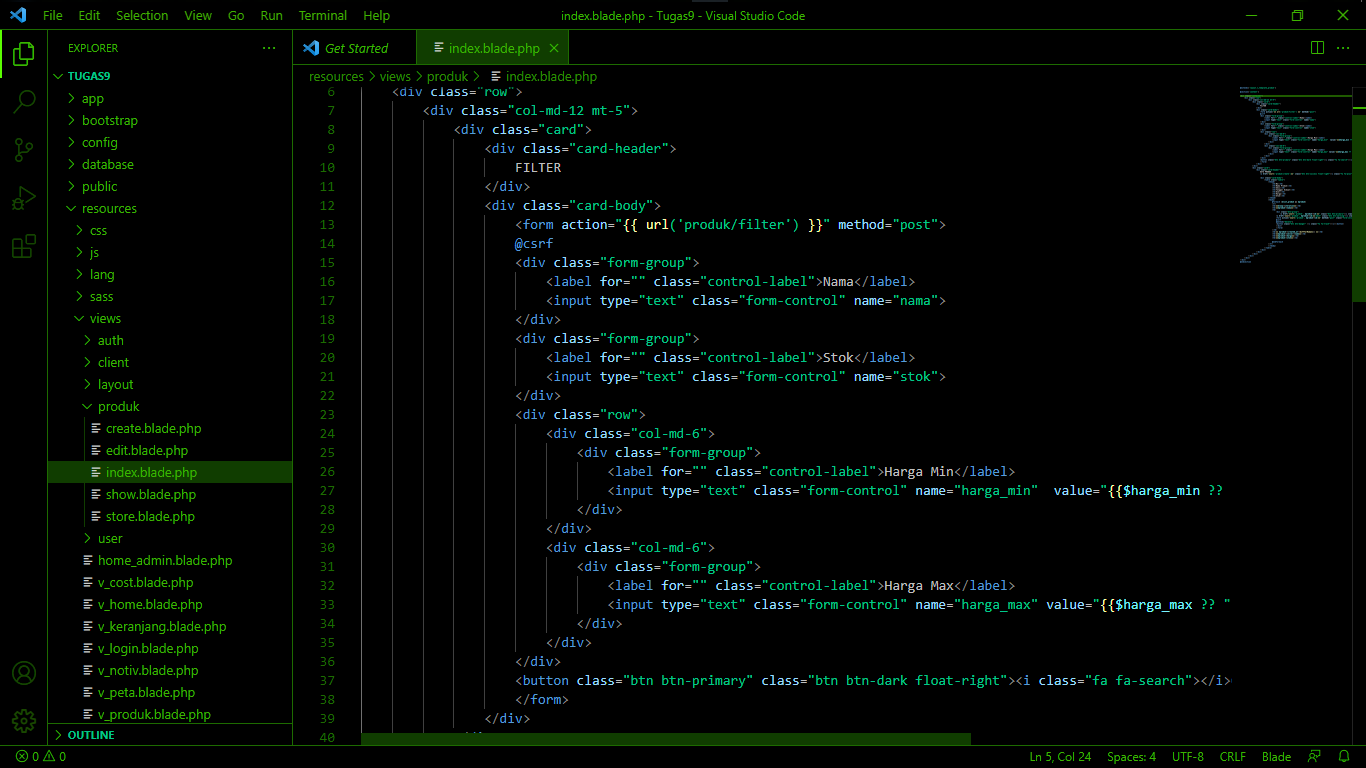 File Edit Selection View Go Run Terminal Help
index.blade.php - Tugas9 - Visual Studio Code
EXPLORER
TUGAS9
app
bootstrap
config
database
public
resources
css
js
lang
sass
views
auth
client
layout
produk
create.blade.php
edit.blade.php
index.blade.php
show.blade.php
store.blade.php
user
home_admin.blade.php
v_cost.blade.php
v_home.blade.php
v_keranjang.blade.php
v_login.blade.php
v_notiv.blade.php
v_peta.blade.php
v_produk.blade.php
OUTLINE
Get Started
index.blade.php
resources > views > produk > index.blade.php
6 <div class="row">
7 <div class="col-md-12 mt-5">
8 <div class="card">
9 <div class="card-header">
10 FILTER
11 </div>
12 <div class="card-body">
13 <form action="{{ url('produk/filter') }}" method="post">
14 @csrf
15 <div class="form-group">
16 <label for="" class="control-label">Nama</label>
17 <input type="text" class="form-control" name="nama">
18 </div>
19 <div class="form-group">
20 <label for="" class="control-label">Stok</label>
21 <input type="text" class="form-control" name="stok">
22 </div>
23 <div class="row">
24 <div class="col-md-6">
25 <div class="form-group">
26 <label for="" class="control-label">Harga Min</label>
27 <input type="text" class="form-control" name="harga_min"  value="{{$harga_min ??
28 </div>
29 </div>
30 <div class="col-md-6">
31 <div class="form-group">
32 <label for="" class="control-label">Harga Max</label>
33 <input type="text" class="form-control" name="harga_max" value="{{$harga_max ?? "
34 </div>
35 </div>
36 </div>
37 <button class="btn btn-primary" class="btn btn-dark float-right"><i class="fa fa-search"></i>
38 </form>
39 </div>
40
0 0
Ln 5, Col 24 Spaces: 4 UTF-8 CRLF Blade